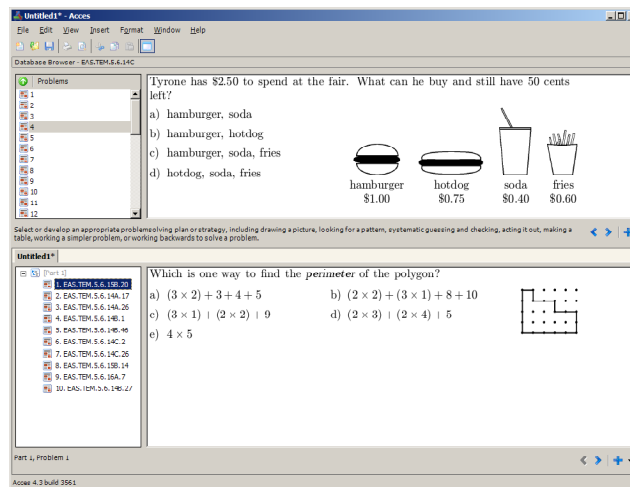 Untitled1* - Acces
File Edit View Insert Format Window Help
Database Browser - EAS.TEM.5.6.14C
Problems
1
2
3
4
5
6
7
8
9
10
11
12
Tyrone has $2.50 to spend at the fair. What can he buy and still have 50 cents
left?
a) hamburger, soda
b) hamburger, hotdog
c) hamburger, soda, fries
d) hotdog, soda, fries
hamburger hotdog soda fries
$1.00 $0.75 $0.40 $0.60
Select or develop an appropriate problemsolving plan or strategy, including drawing a picture, looking for a pattern, systematic guessing and checking, acting it out, making a
table, working a simpler problem, or working backwards to solve a problem.
Untitled1*
[Part 1]
1. EAS.TEM.5.6.15B.20
2. EAS.TEM.5.6.14A.17
3. EAS.TEM.5.6.14A.26
4. EAS.TEM.5.6.14B.1
5. EAS.TEM.5.6.14B.46
6. EAS.TEM.5.6.14C.2
7. EAS.TEM.5.6.14C.26
8. EAS.TEM.5.6.15B.14
9. EAS.TEM.5.6.16A.7
10. EAS.TEM.5.6.14B.27
Which is one way to find the perimeter of the polygon?
a) (3 × 2) + 3 + 4 + 5 b) (2 × 2) + (3 × 1) + 8 + 10
c) (3 × 1) + (2 × 2) + 9 d) (2 × 3) + (2 × 4) + 5
e) 4 × 5
Part 1, Problem 1
Acces 4.3 build 3561